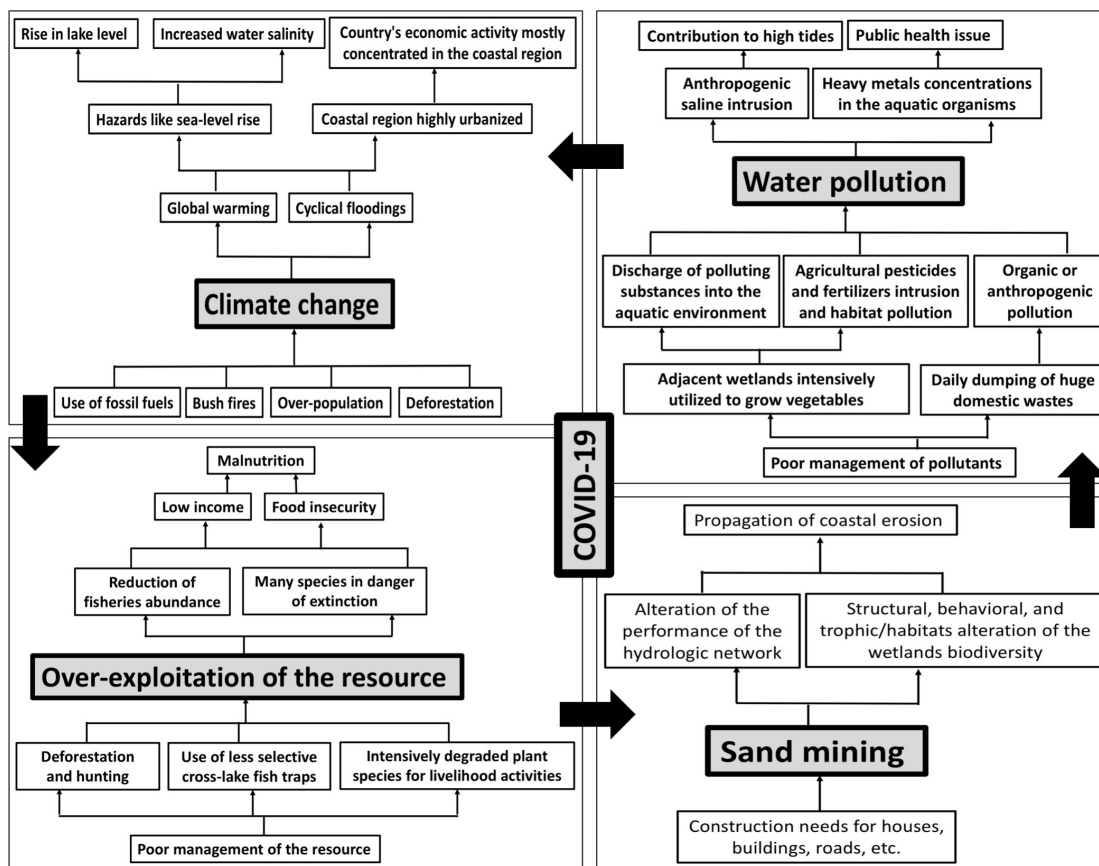 Rise in lake level
Increased water salinity
Country's economic activity mostly
concentrated in the coastal region
Hazards like sea-level rise
Coastal region highly urbanized
Global warming
Cyclical floodings
Climate change
Use of fossil fuels
Bush fires
Over-population
Deforestation
Contribution to high tides
Public health issue
Anthropogenic
saline intrusion
Heavy metals concentrations
in the aquatic organisms
Water pollution
Discharge of polluting
substances into the
aquatic environment
Agricultural pesticides
and fertilizers intrusion
and habitat pollution
Organic or
anthropogenic
pollution
Adjacent wetlands intensively
utilized to grow vegetables
Daily dumping of huge
domestic wastes
Poor management of pollutants
COVID-19
Malnutrition
Low income
Food insecurity
Reduction of
fisheries abundance
Many species in danger
of extinction
Over-exploitation of the resource
Deforestation
and hunting
Use of less selective
cross-lake fish traps
Intensively degraded plant
species for livelihood activities
Poor management of the resource
Propagation of coastal erosion
Alteration of the
performance of the
hydrologic network
Structural, behavioral, and
trophic/habitats alteration of the
wetlands biodiversity
Sand mining
Construction needs for houses,
buildings, roads, etc.